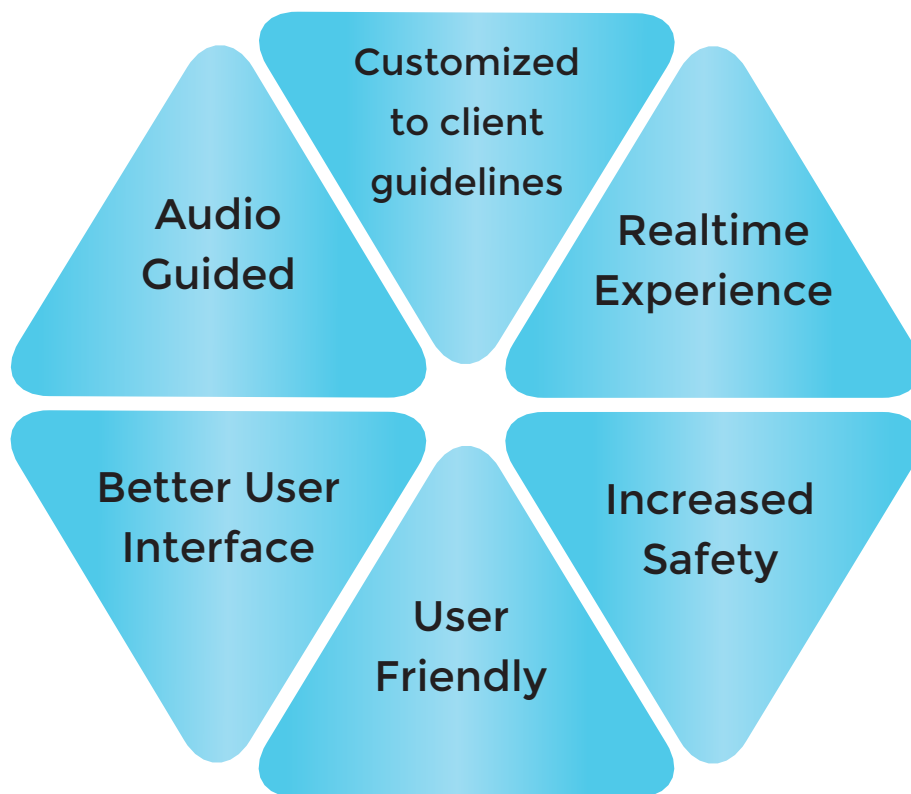 Customized
to client
guidelines
Audio
Guided
Realtime
Experience
Better User
Interface
Increased
Safety
User
Friendly